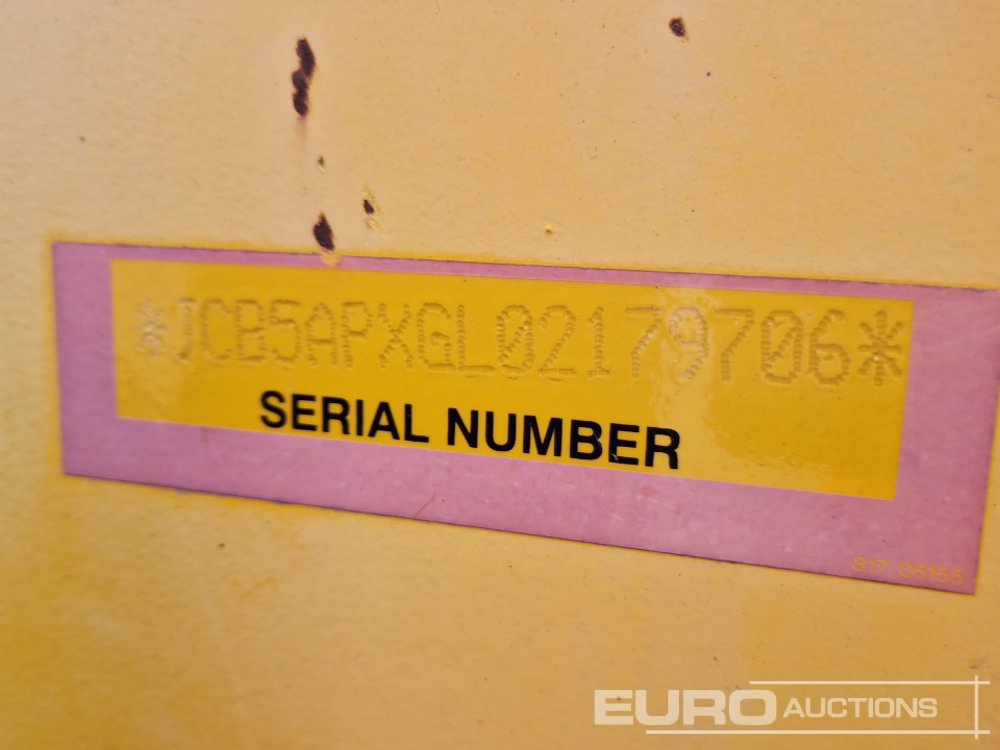 *JCB5APXGL02179706*
SERIAL NUMBER
817 05155
EURO AUCTIONS